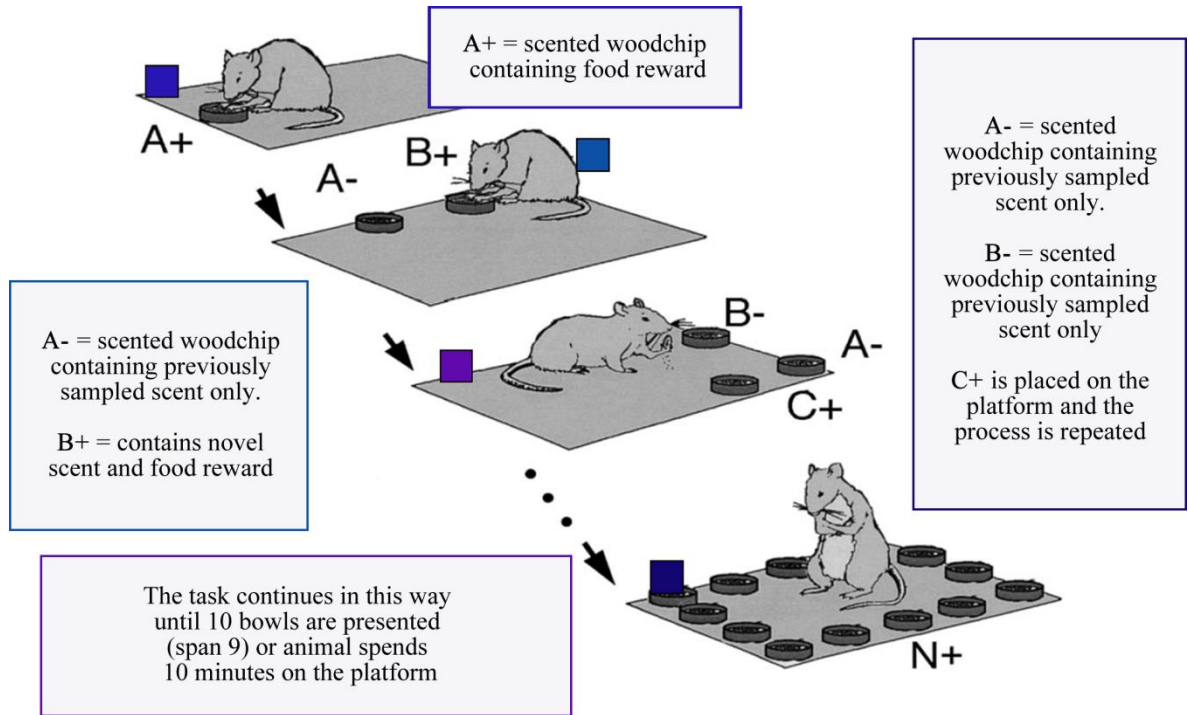 A+ = scented woodchip
containing food reward
A+
A-
B+
A- = scented
woodchip containing
previously sampled
scent only.
B- = scented
woodchip containing
previously sampled
scent only
C+ is placed on the
platform and the
process is repeated
A- = scented woodchip
containing previously
sampled scent only.
B+ = contains novel
scent and food reward
B-
A-
C+
The task continues in this way
until 10 bowls are presented
(span 9) or animal spends
10 minutes on the platform
N+